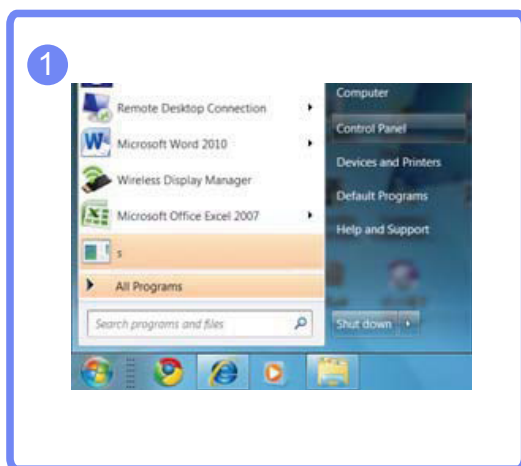 1
Remote Desktop Connection
Microsoft Word 2010
Wireless Display Manager
Microsoft Office Excel 2007
s
All Programs
Search programs and files
Computer
Control Panel
Devices and Printers
Default Programs
Help and Support
Shut down